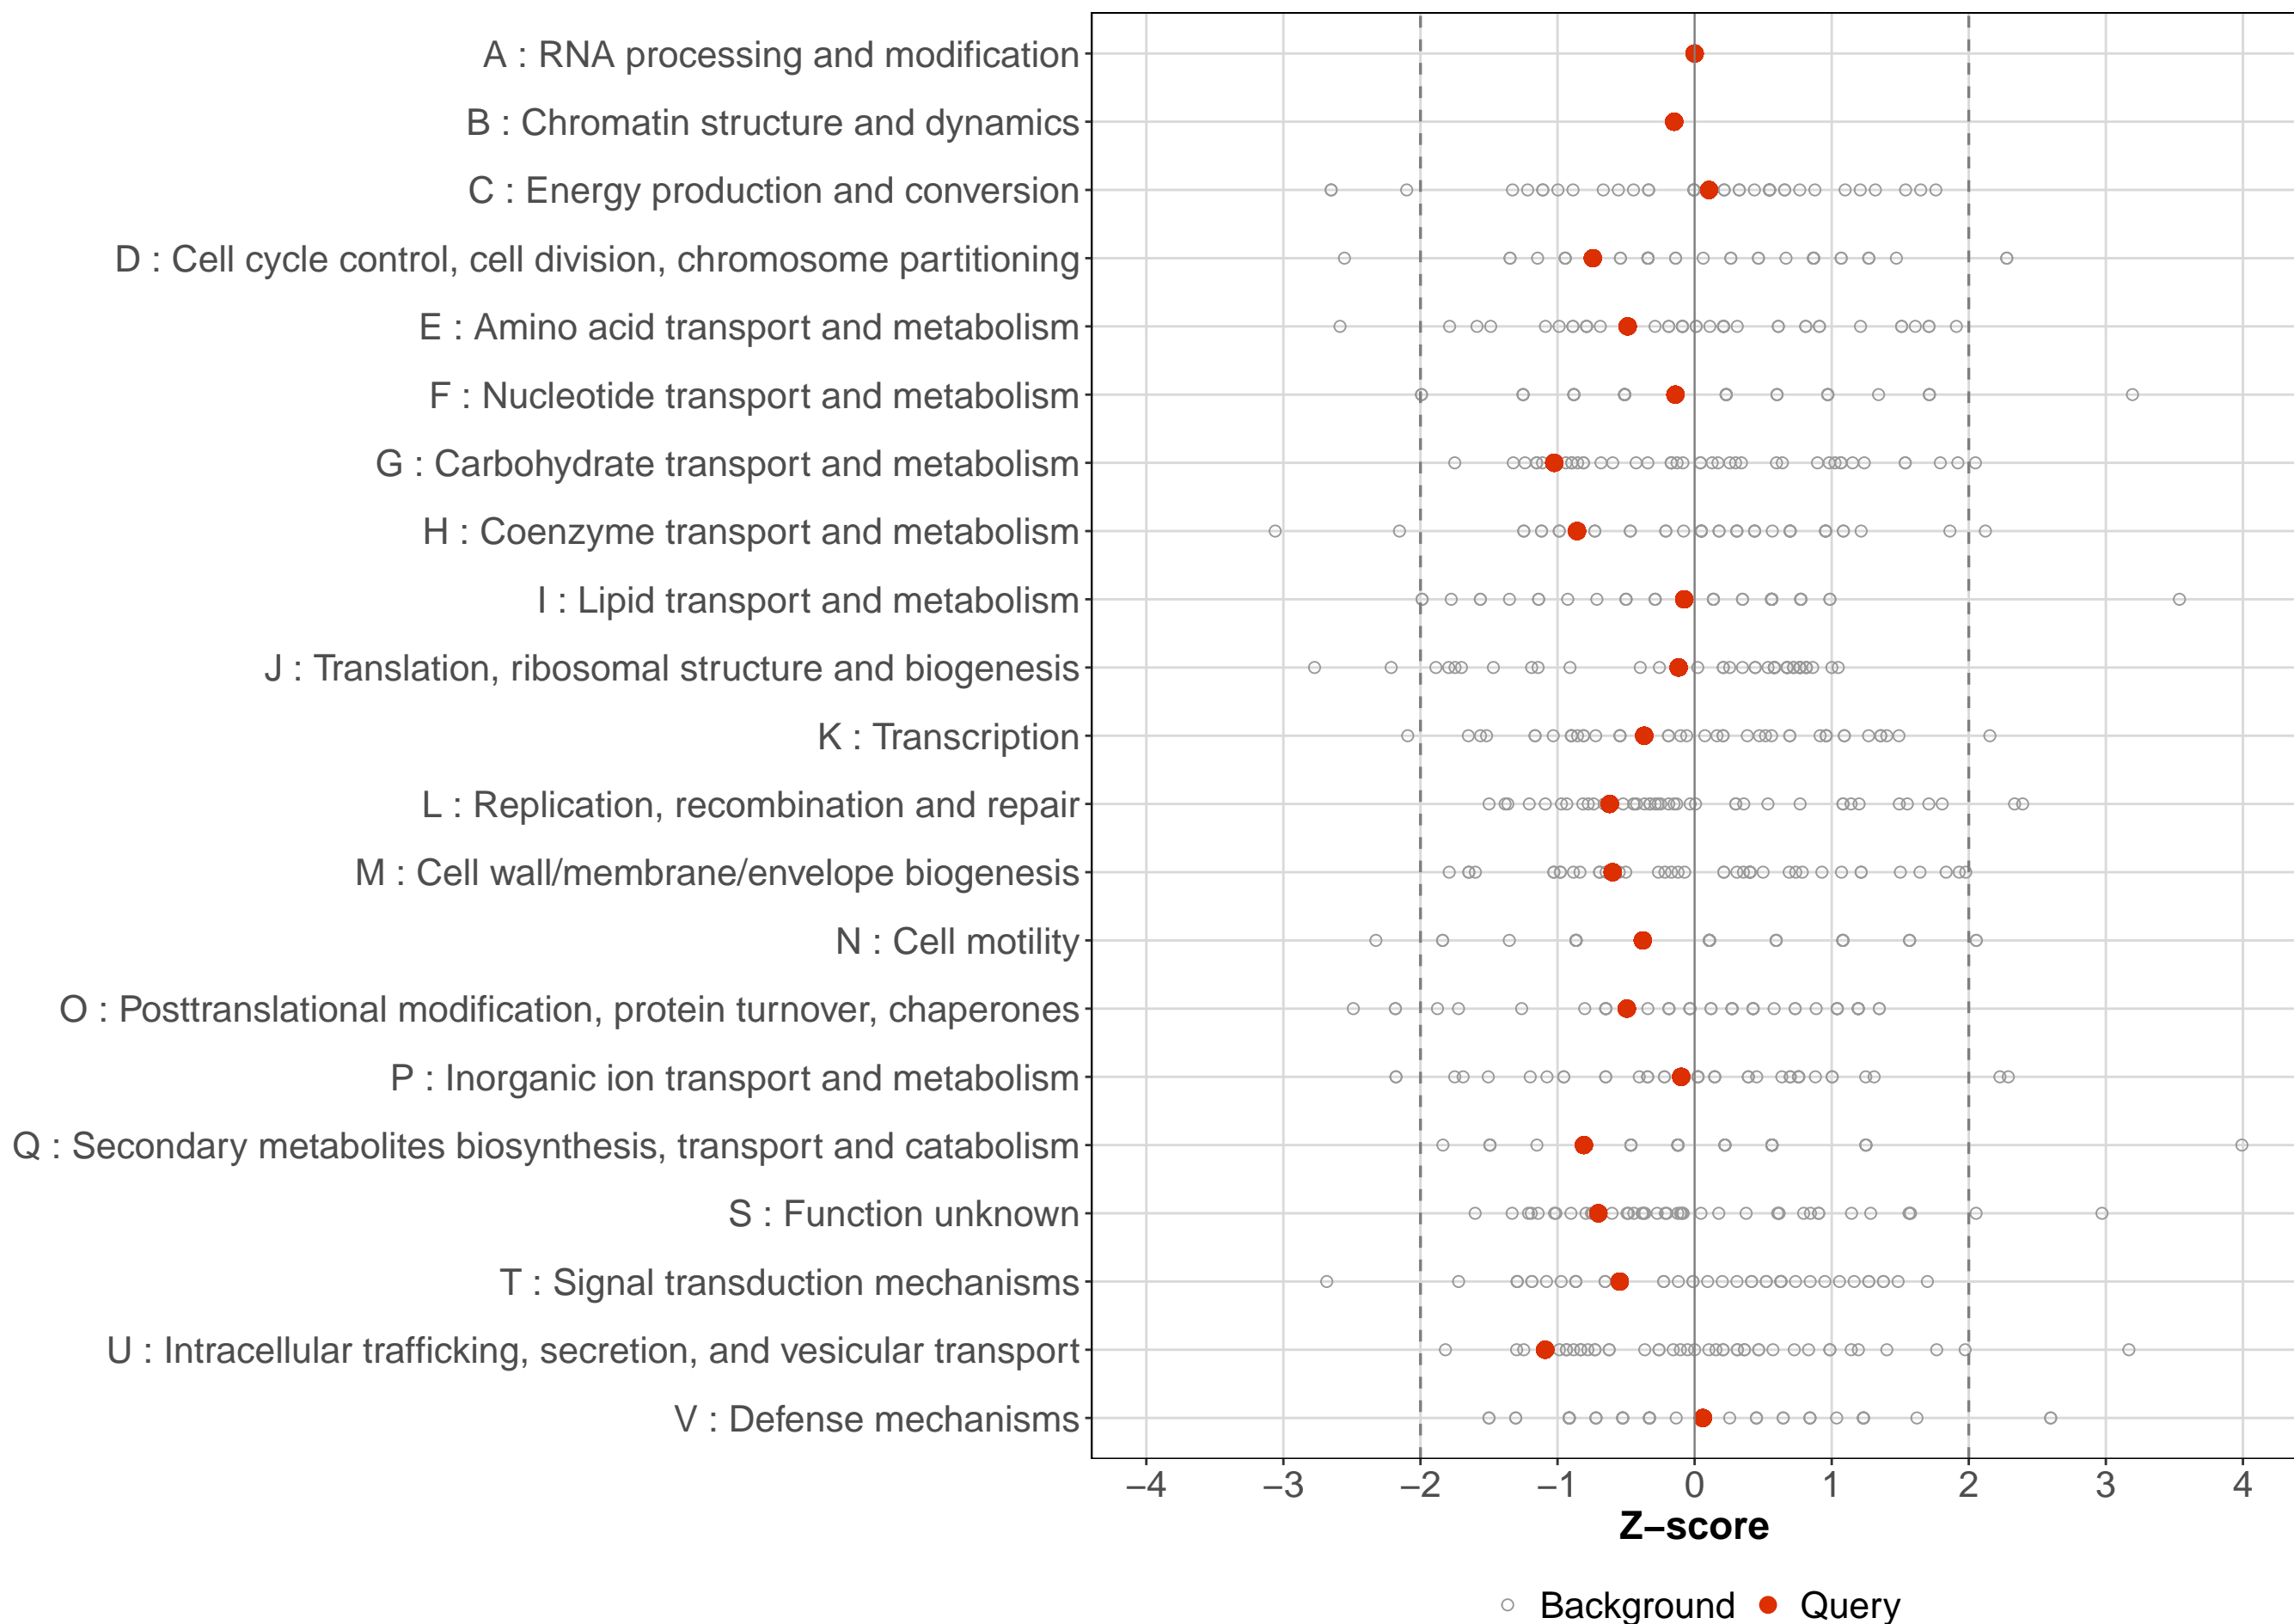 A : RNA processing and modification
B : Chromatin structure and dynamics
C : Energy production and conversion
D : Cell cycle control, cell division, chromosome partitioning
E : Amino acid transport and metabolism
F : Nucleotide transport and metabolism
G : Carbohydrate transport and metabolism
H : Coenzyme transport and metabolism
I : Lipid transport and metabolism
J : Translation, ribosomal structure and biogenesis
K : Transcription
L : Replication, recombination and repair
M : Cell wall/membrane/envelope biogenesis
N : Cell motility
O : Posttranslational modification, protein turnover, chaperones
P : Inorganic ion transport and metabolism
Q : Secondary metabolites biosynthesis, transport and catabolism
S : Function unknown
T : Signal transduction mechanisms
U : Intracellular trafficking, secretion, and vesicular transport
V : Defense mechanisms
−4 −3 −2 −1 0 1 2 3 4
Z−score
Background Query